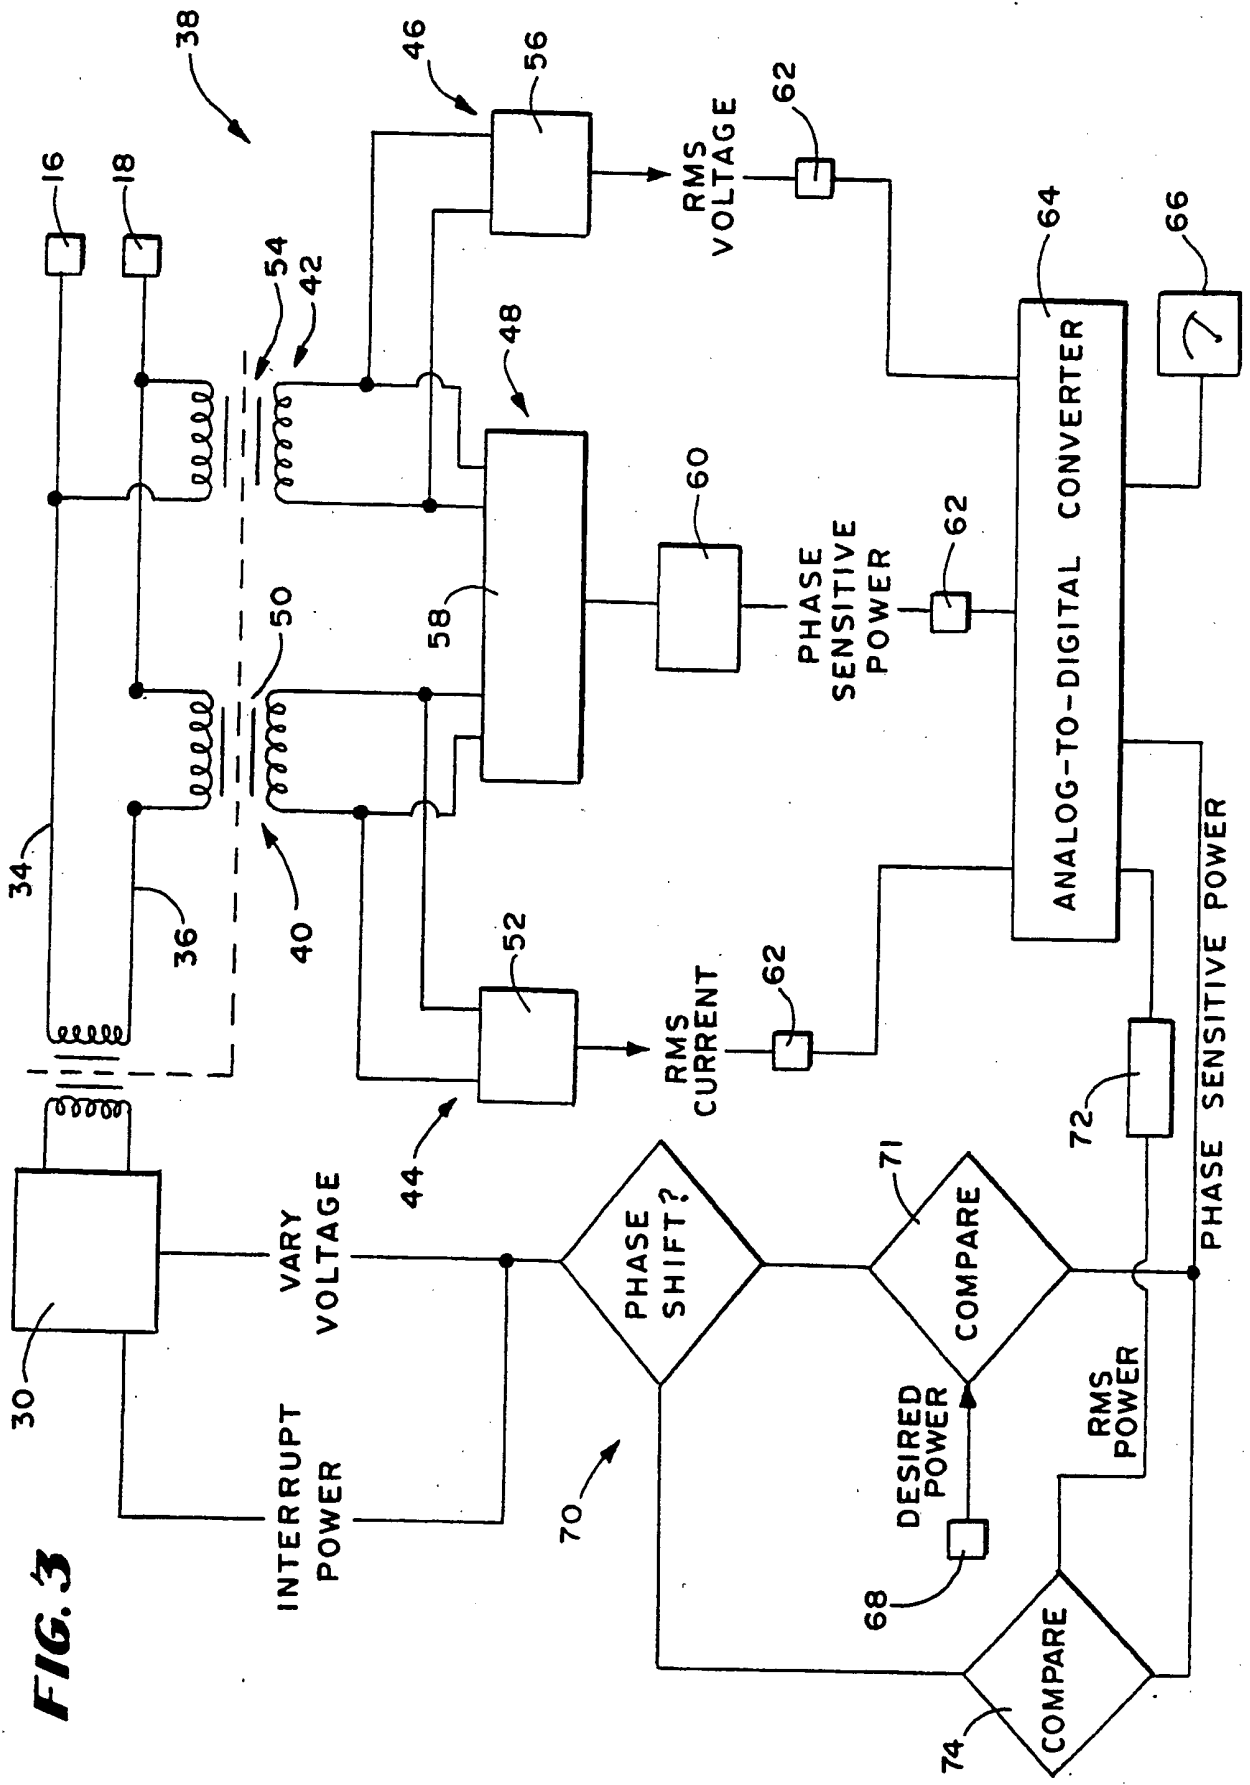 FIG. 3
30
INTERRUPT
POWER
VARY
VOLTAGE
34
36
16
18
38
40
50
54
42
44
52
46
56
48
58
60
RMS
CURRENT
62
PHASE
SENSITIVE
POWER
62
RMS
VOLTAGE
62
64
ANALOG-TO-DIGITAL CONVERTER
66
70
PHASE
SHIFT?
71
COMPARE
DESIRED
POWER
68
72
RMS
POWER
74
COMPARE
PHASE SENSITIVE POWER